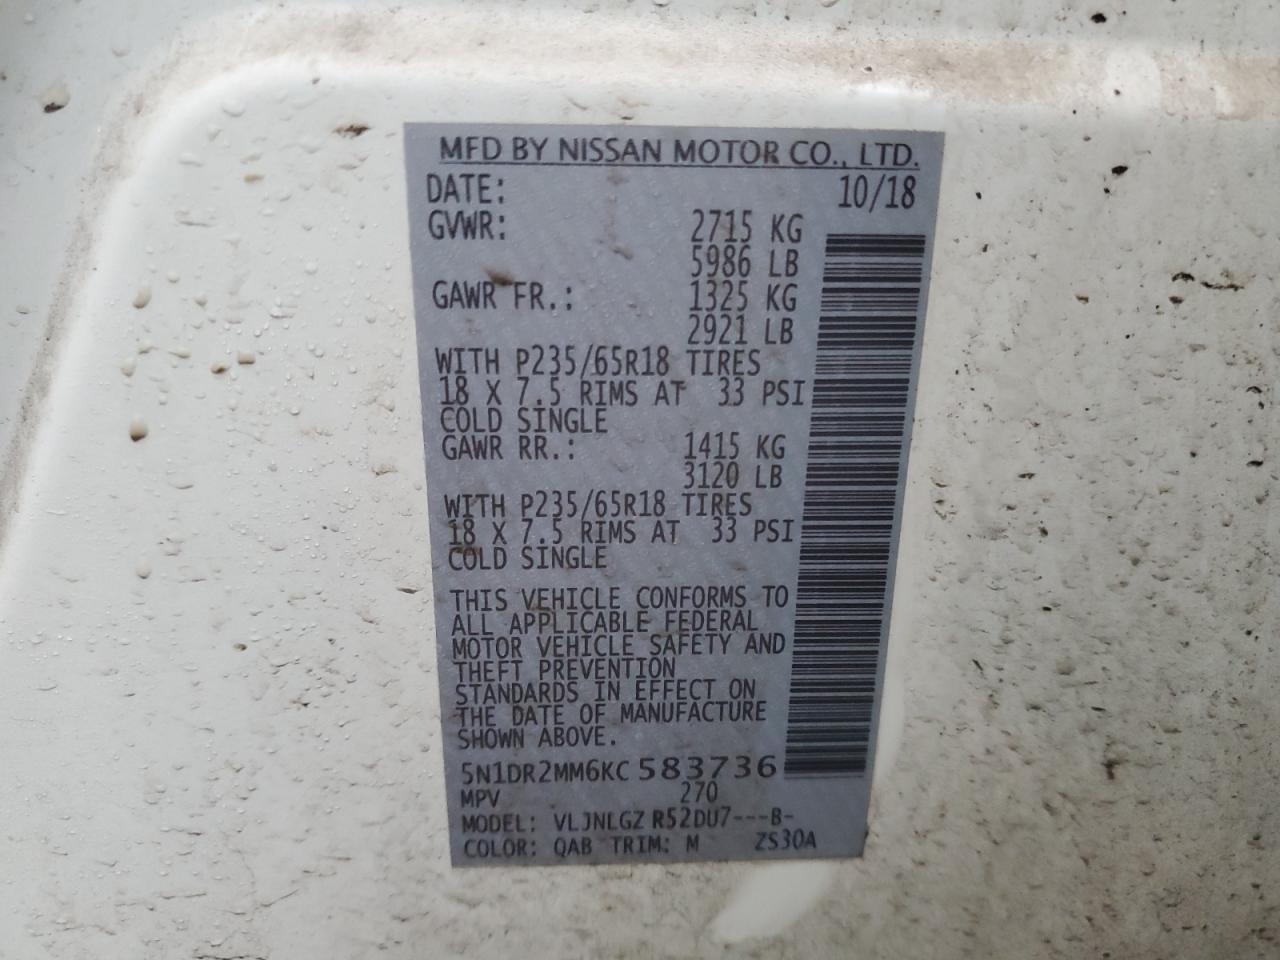 MFD BY NISSAN MOTOR CO., LTD.
DATE: 10/18
GVWR: 2715 KG
5986 LB
GAWR FR.: 1325 KG
2921 LB
WITH P235/65R18 TIRES
18 X 7.5 RIMS AT 33 PSI
COLD SINGLE
GAWR RR.: 1415 KG
3120 LB
WITH P235/65R18 TIRES
18 X 7.5 RIMS AT 33 PSI
COLD SINGLE
THIS VEHICLE CONFORMS TO
ALL APPLICABLE FEDERAL
MOTOR VEHICLE SAFETY AND
THEFT PREVENTION
STANDARDS IN EFFECT ON
THE DATE OF MANUFACTURE
SHOWN ABOVE.
5N1DR2MM6KC 583736
MPV 270
MODEL: VLJNLGZ R52DU7---B-
COLOR: QAB TRIM: M ZS30A